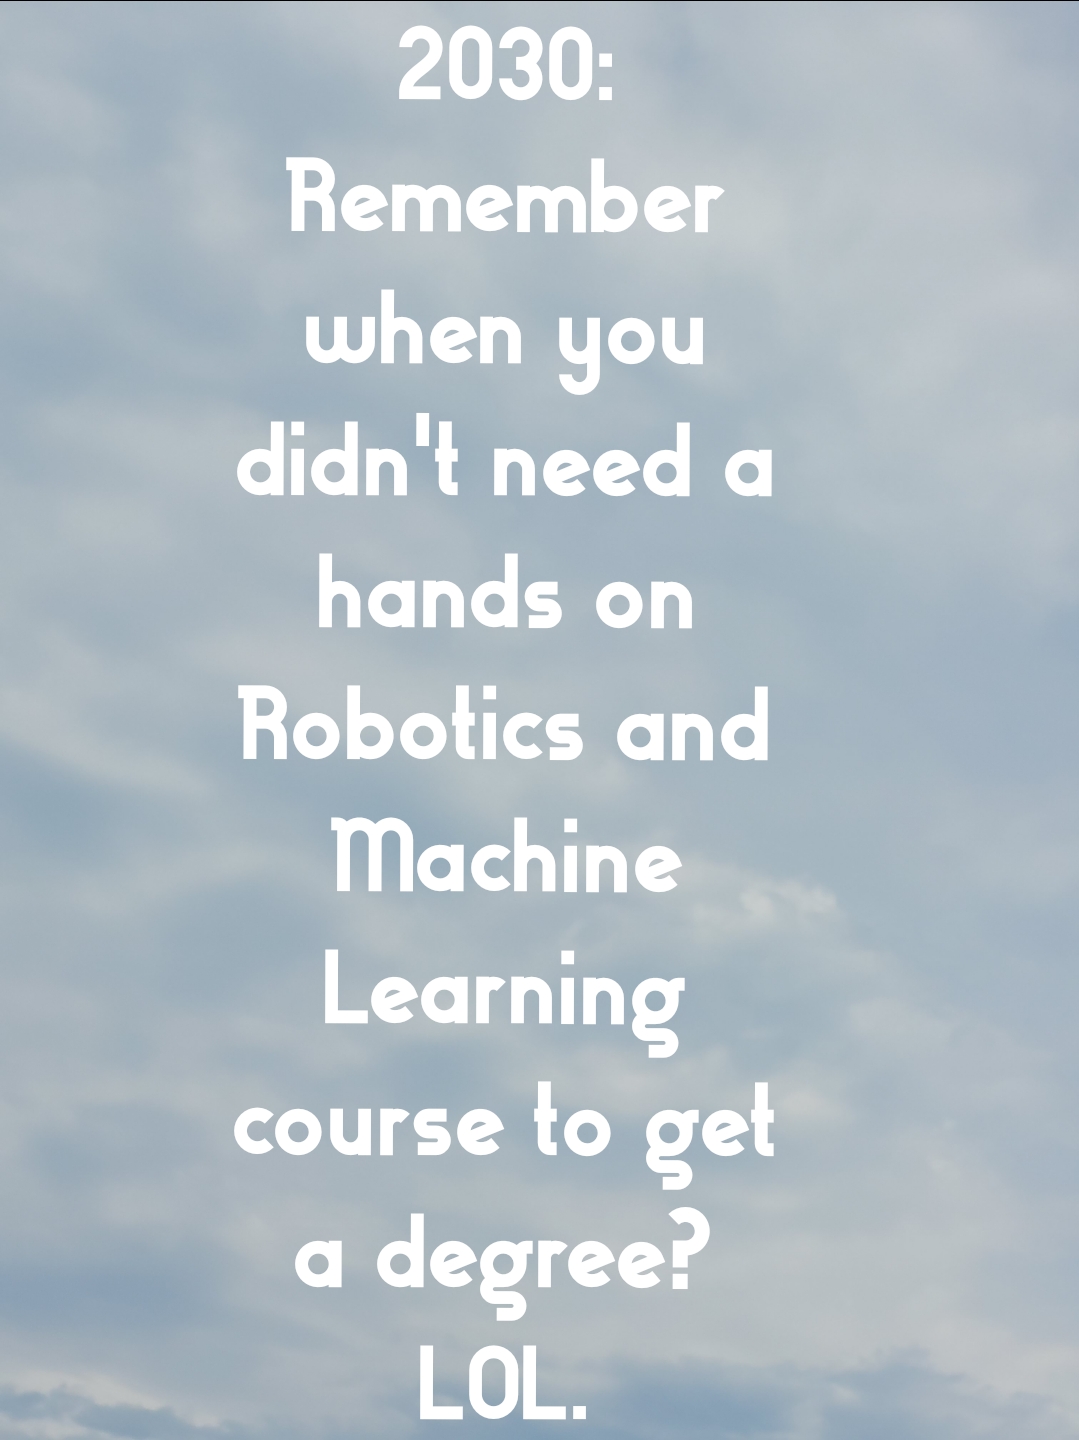 2030:
Remember
when you
didn't need a
hands on
Robotics and
Machine
Learning
course to get
a degree?
LOL.